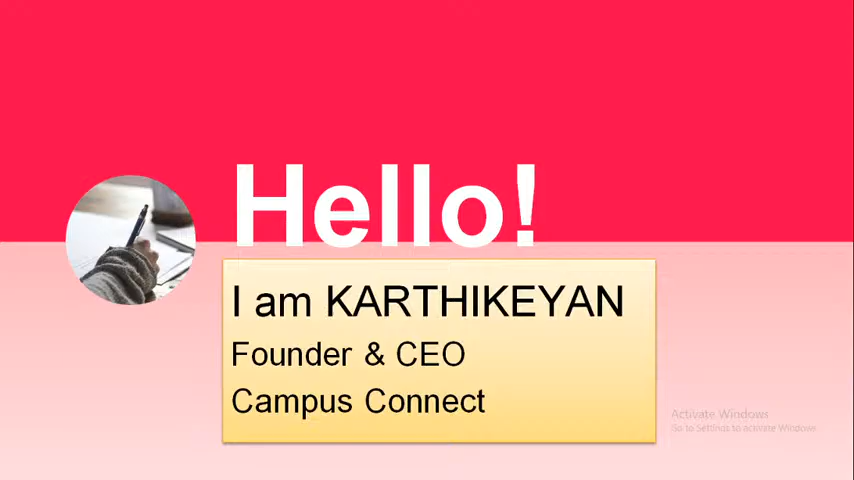 Hello!
I am KARTHIKEYAN
Founder & CEO
Campus Connect
Activate Windows
Go to Settings to activate Windows.